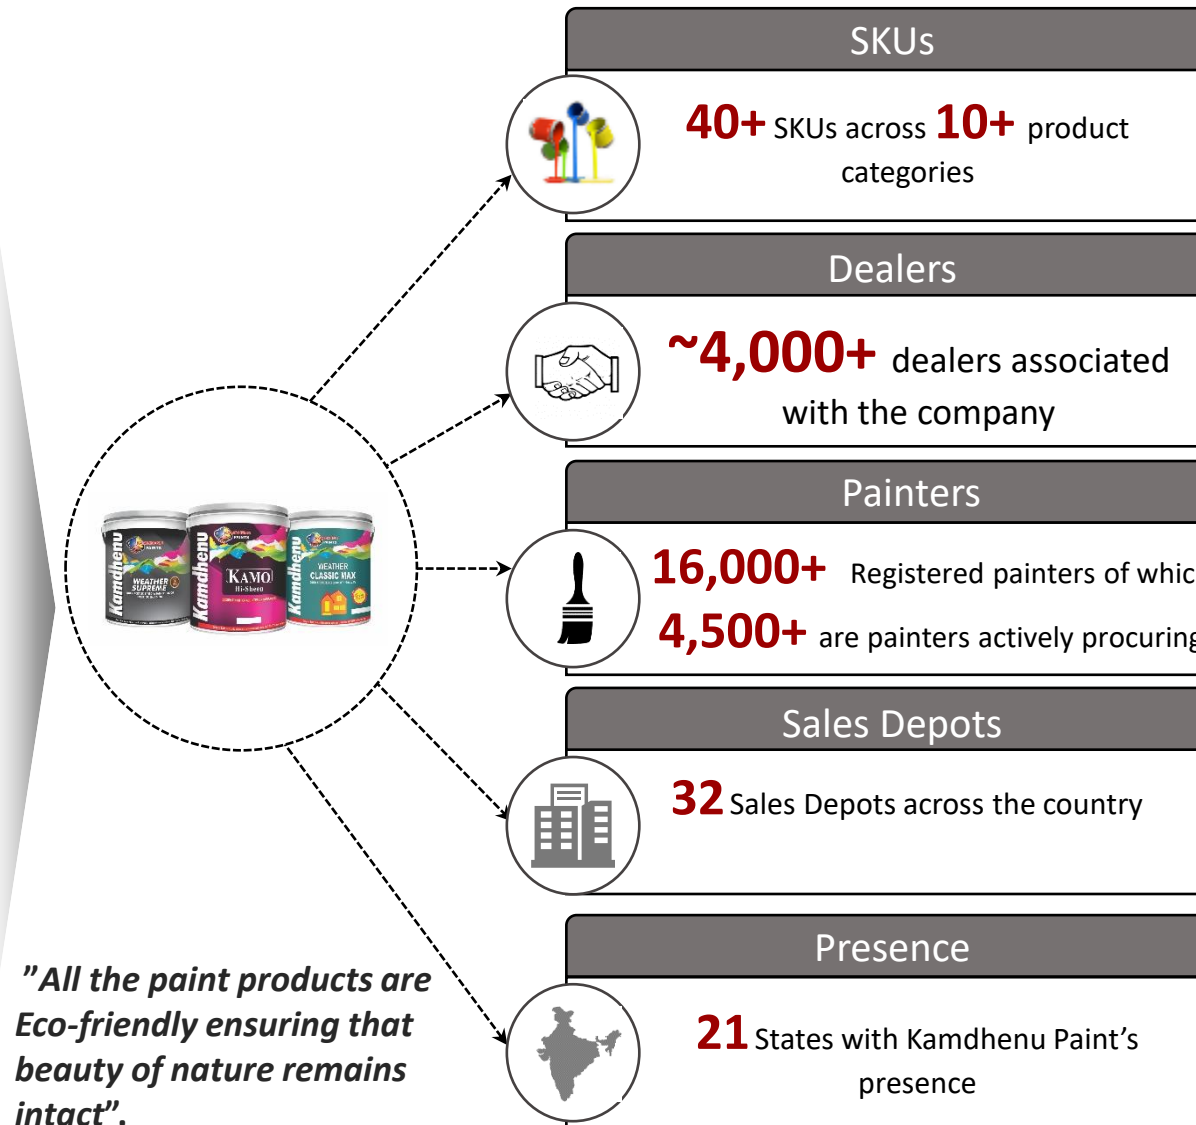 SKUs
40+ SKUs across 10+ product
categories
Dealers
~4,000+ dealers associated
with the company
Painters
16,000+ Registered painters of whic
4,500+ are painters actively procuring
Sales Depots
32 Sales Depots across the country
Presence
21 States with Kamdhenu Paint's
presence
Kamdhenu
WEATHER
SUPREME
Kamdhenu
KAMO
Hi-Sheen
Kamdhenu
WEATHER
CLASSIC MAX
”All the paint products are
Eco-friendly ensuring that
beauty of nature remains
intact”.